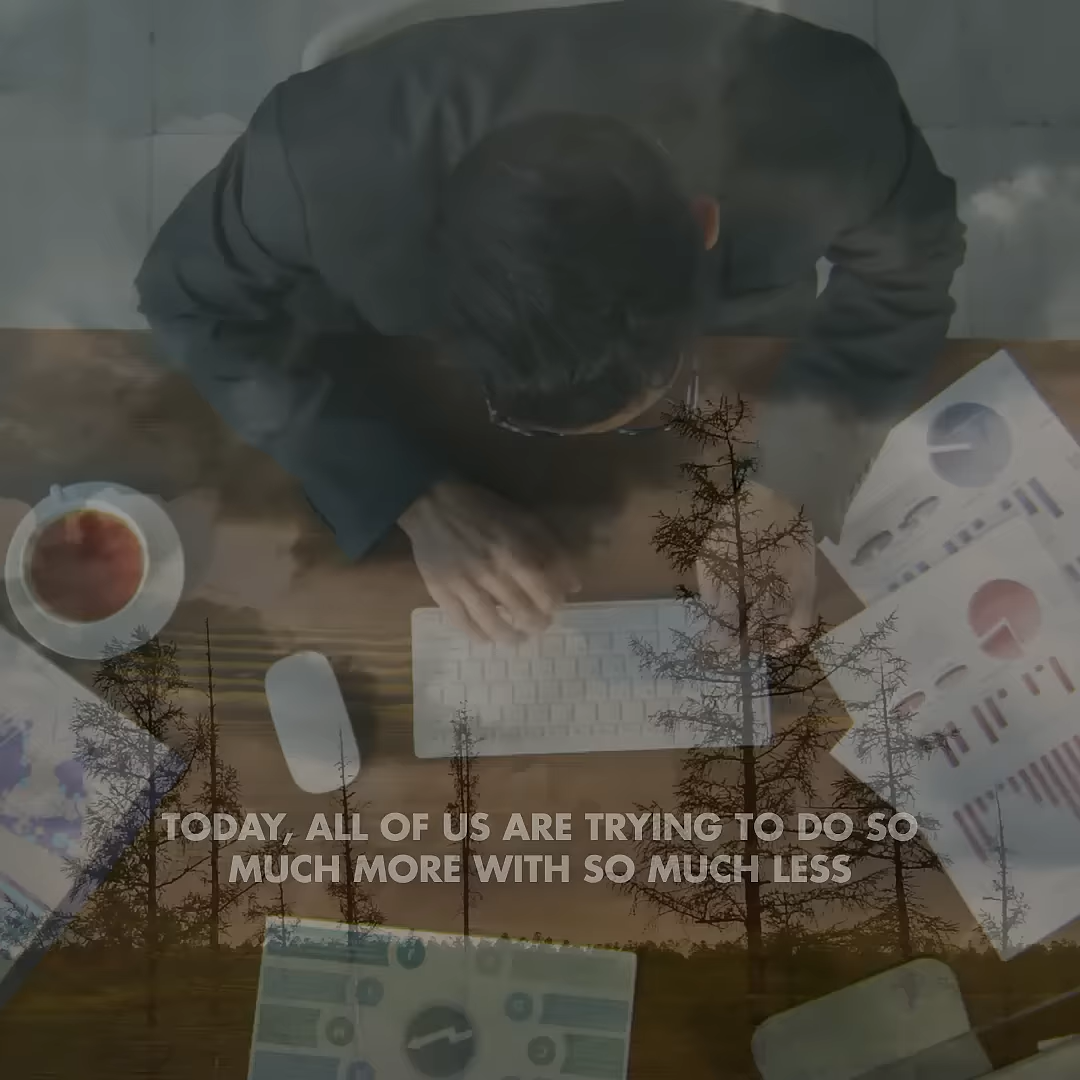 TODAY, ALL OF US ARE TRYING TO DO SO
MUCH MORE WITH SO MUCH LESS